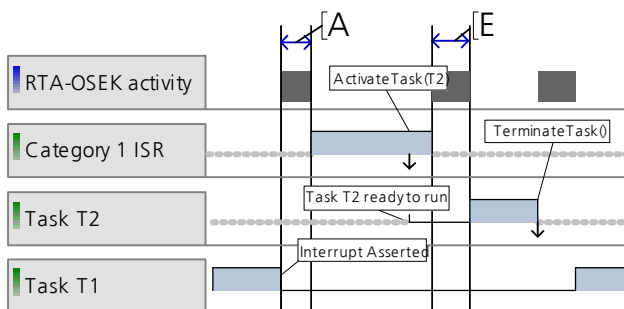 [A
[E
RTA-OSEK activity
ActivateTask(T2)
Category 1 ISR
TerminateTask()
Task T2 ready to run
Task T2
Interrupt Asserted
Task T1